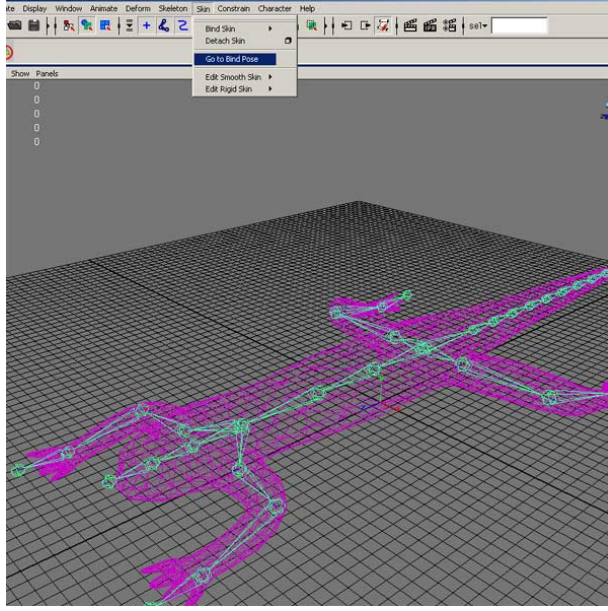 Display Window Animate Deform Skeleton Skin Constrain Character Help
sel-
Bind Skin
Detach Skin
Go to Bind Pose
Edit Smooth Skin
Edit Rigid Skin
Show Panels
0
0
0
0
0